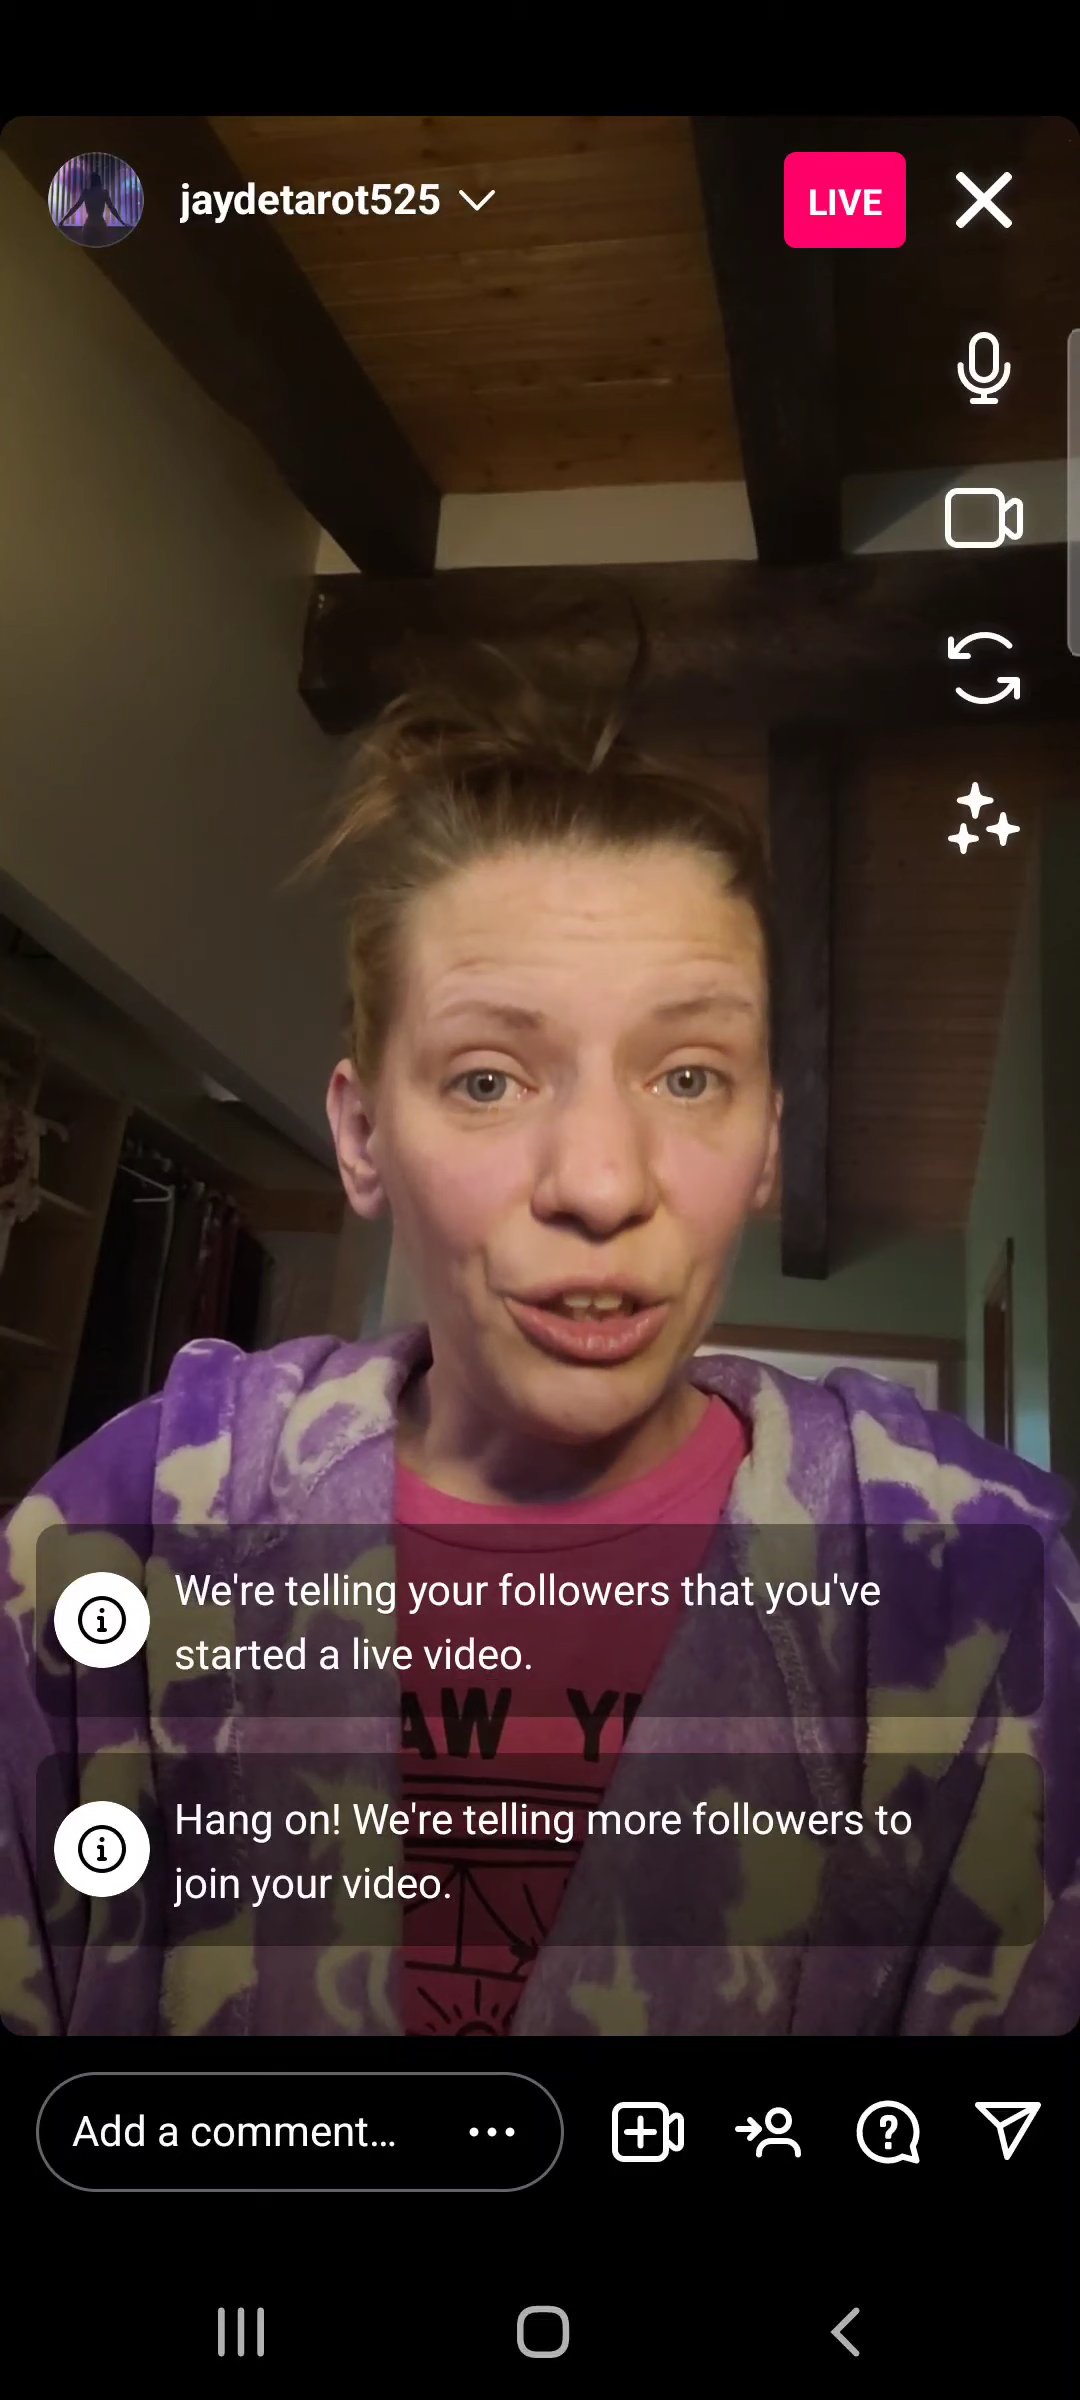 jaydetarot525
LIVE
We're telling your followers that you've
started a live video.
AW
Hang on! We're telling more followers to
join your video.
Add a comment...